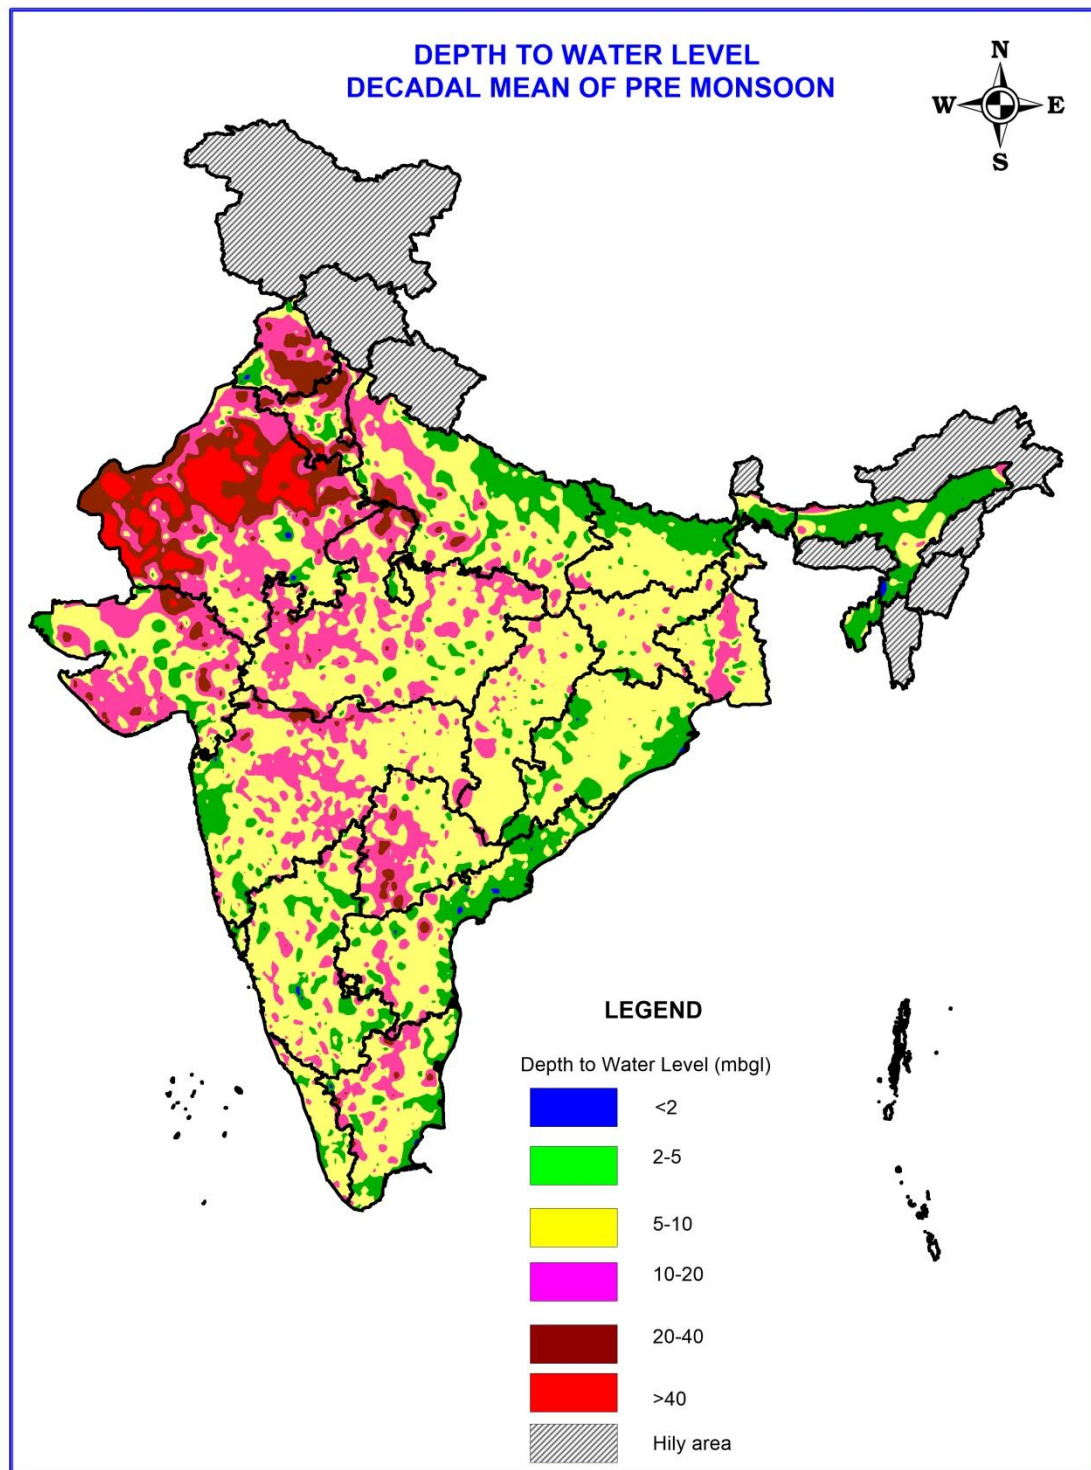 DEPTH TO WATER LEVEL
DECADAL MEAN OF PRE MONSOON
N
W E
S
LEGEND
Depth to Water Level (mbgl)
<2
2-5
5-10
10-20
20-40
>40
Hily area